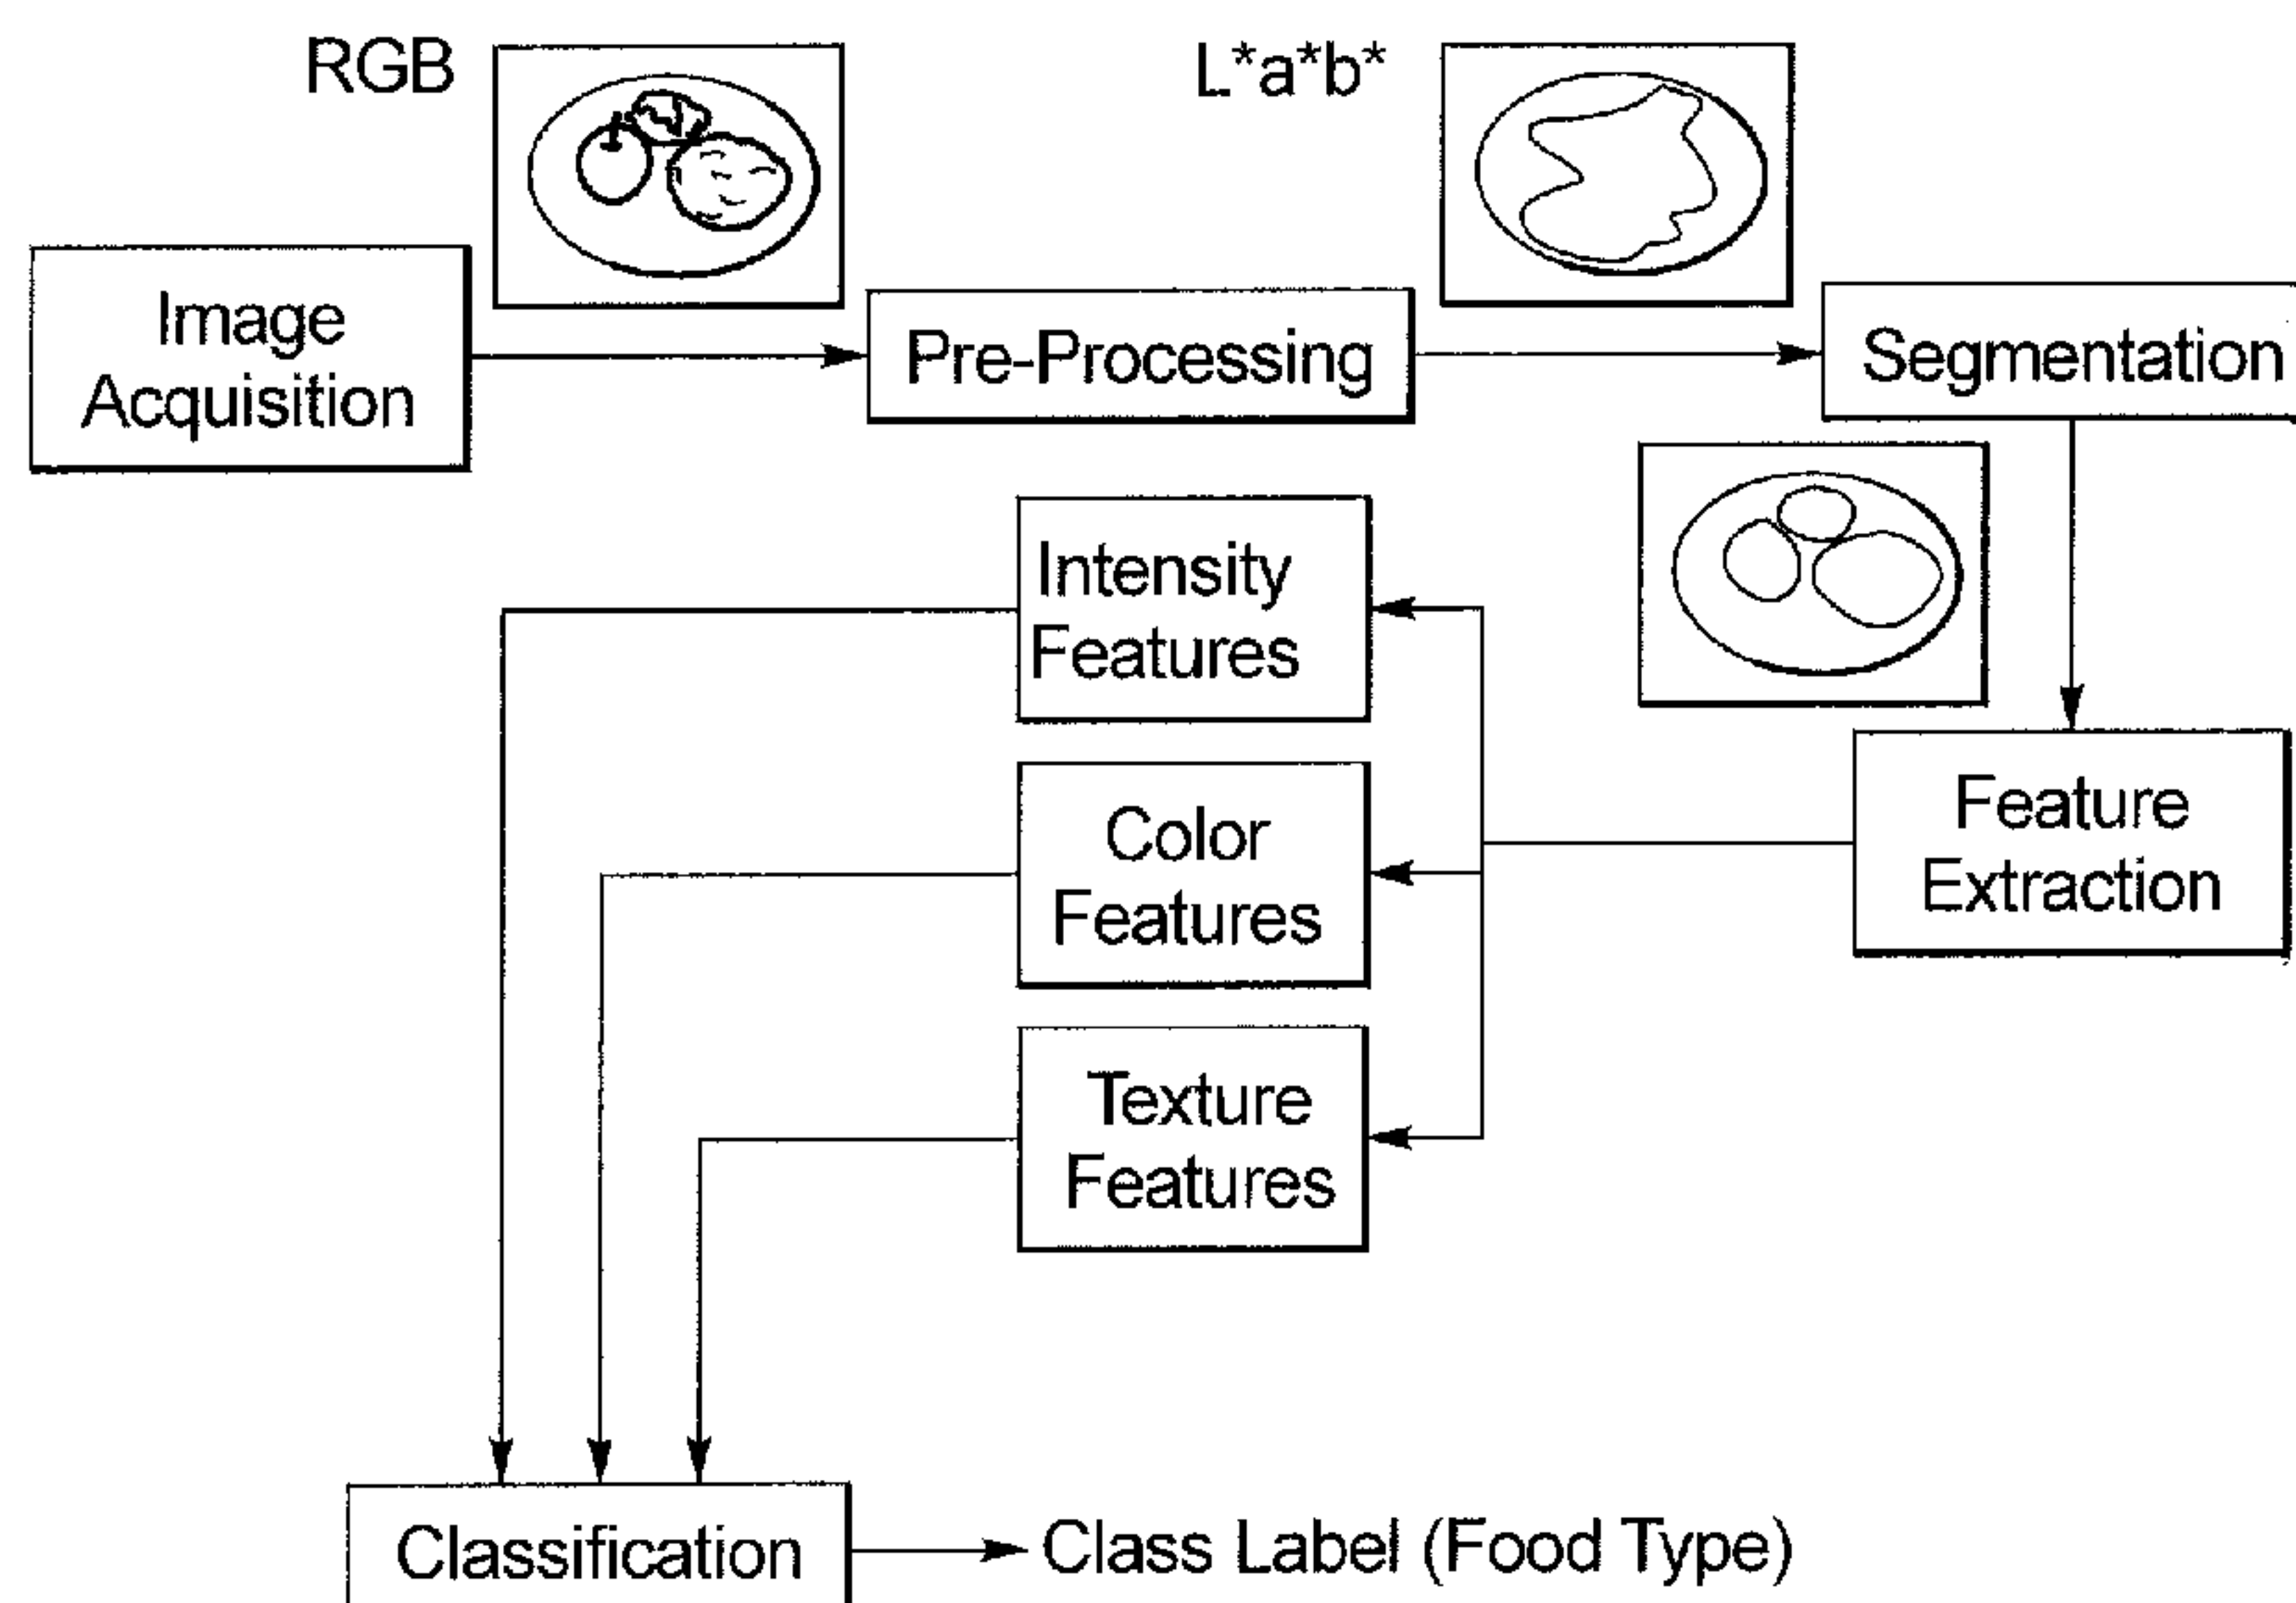 RGB
L*a*b*
Image
Acquisition
Pre-Processing
Segmentation
Intensity
Features
Color
Features
Feature
Extraction
Texture
Features
Classification
Class Label (Food Type)